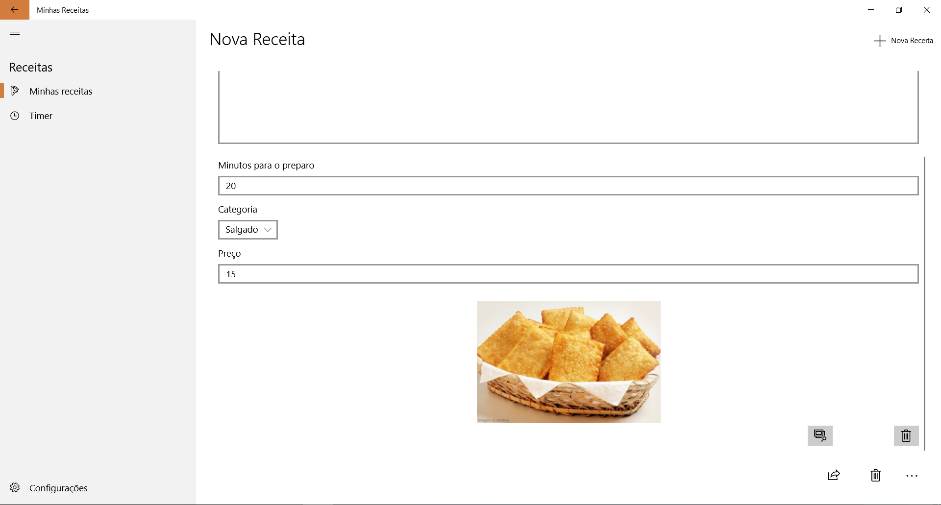 Minhas Receitas
Nova Receita
Nova Receita
Receitas
Minhas receitas
Timer
Minutos para o preparo
20
Categoria
Salgado
Preço
15
Configurações